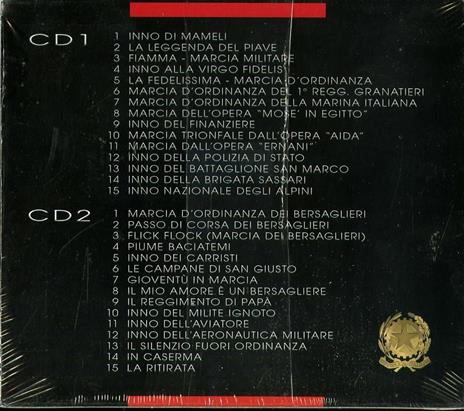 CD 1
1 INNO DI MAMELI
2 LA LEGGENDA DEL PIAVE
3 FIAMMA - MARCIA MILITARE
4 INNO ALLA VIRGO FIDELIS
5 LA FEDELISSIMA - MARCIA D'ORDINANZA
6 MARCIA D'ORDINANZA DEL 1° REGG. GRANATIERI
7 MARCIA D'ORDINANZA DELLA MARINA ITALIANA
8 MARCIA DELL'OPERA "MOSE' IN EGITTO"
9 INNO DEL FINANZIERE
10 MARCIA TRIONFALE DALL'OPERA "AIDA"
11 MARCIA DALL'OPERA "ERNANI"
12 INNO DELLA POLIZIA DI STATO
13 INNO DEL BATTAGLIONE SAN MARCO
14 INNO DELLA BRIGATA SASSARI
15 INNO NAZIONALE DEGLI ALPINI
CD 2
1 MARCIA D'ORDINANZA DEI BERSAGLIERI
2 PASSO DI CORSA DEI BERSAGLIERI
3 FLICK FLOCK (MARCIA DEI BERSAGLIERI)
4 PIUME BACIATEMI
5 INNO DEI CARRISTI
6 LE CAMPANE DI SAN GIUSTO
7 GIOVENTÙ IN MARCIA
8 IL MIO AMORE È UN BERSAGLIERE
9 IL REGGIMENTO DI PAPÀ
10 INNO DEL MILITE IGNOTO
11 INNO DELL'AVIATORE
12 INNO DELL'AERONAUTICA MILITARE
13 IL SILENZIO FUORI ORDINANZA
14 IN CASERMA
15 LA RITIRATA